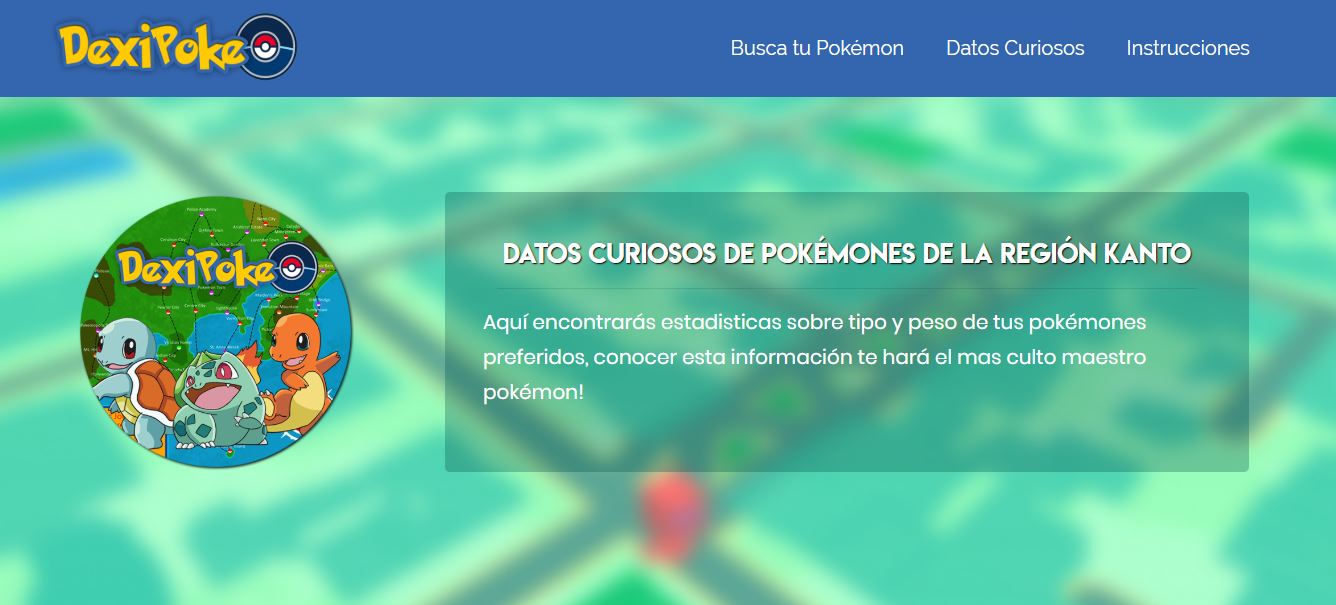 DexiPoke
Busca tu Pokémon
Datos Curiosos
Instrucciones
DexiPoke
DATOS CURIOSOS DE POKÉMONES DE LA REGIÓN KANTO
Aquí encontrarás estadisticas sobre tipo y peso de tus pokémones
preferidos, conocer esta información te hará el mas culto maestro
pokémon!